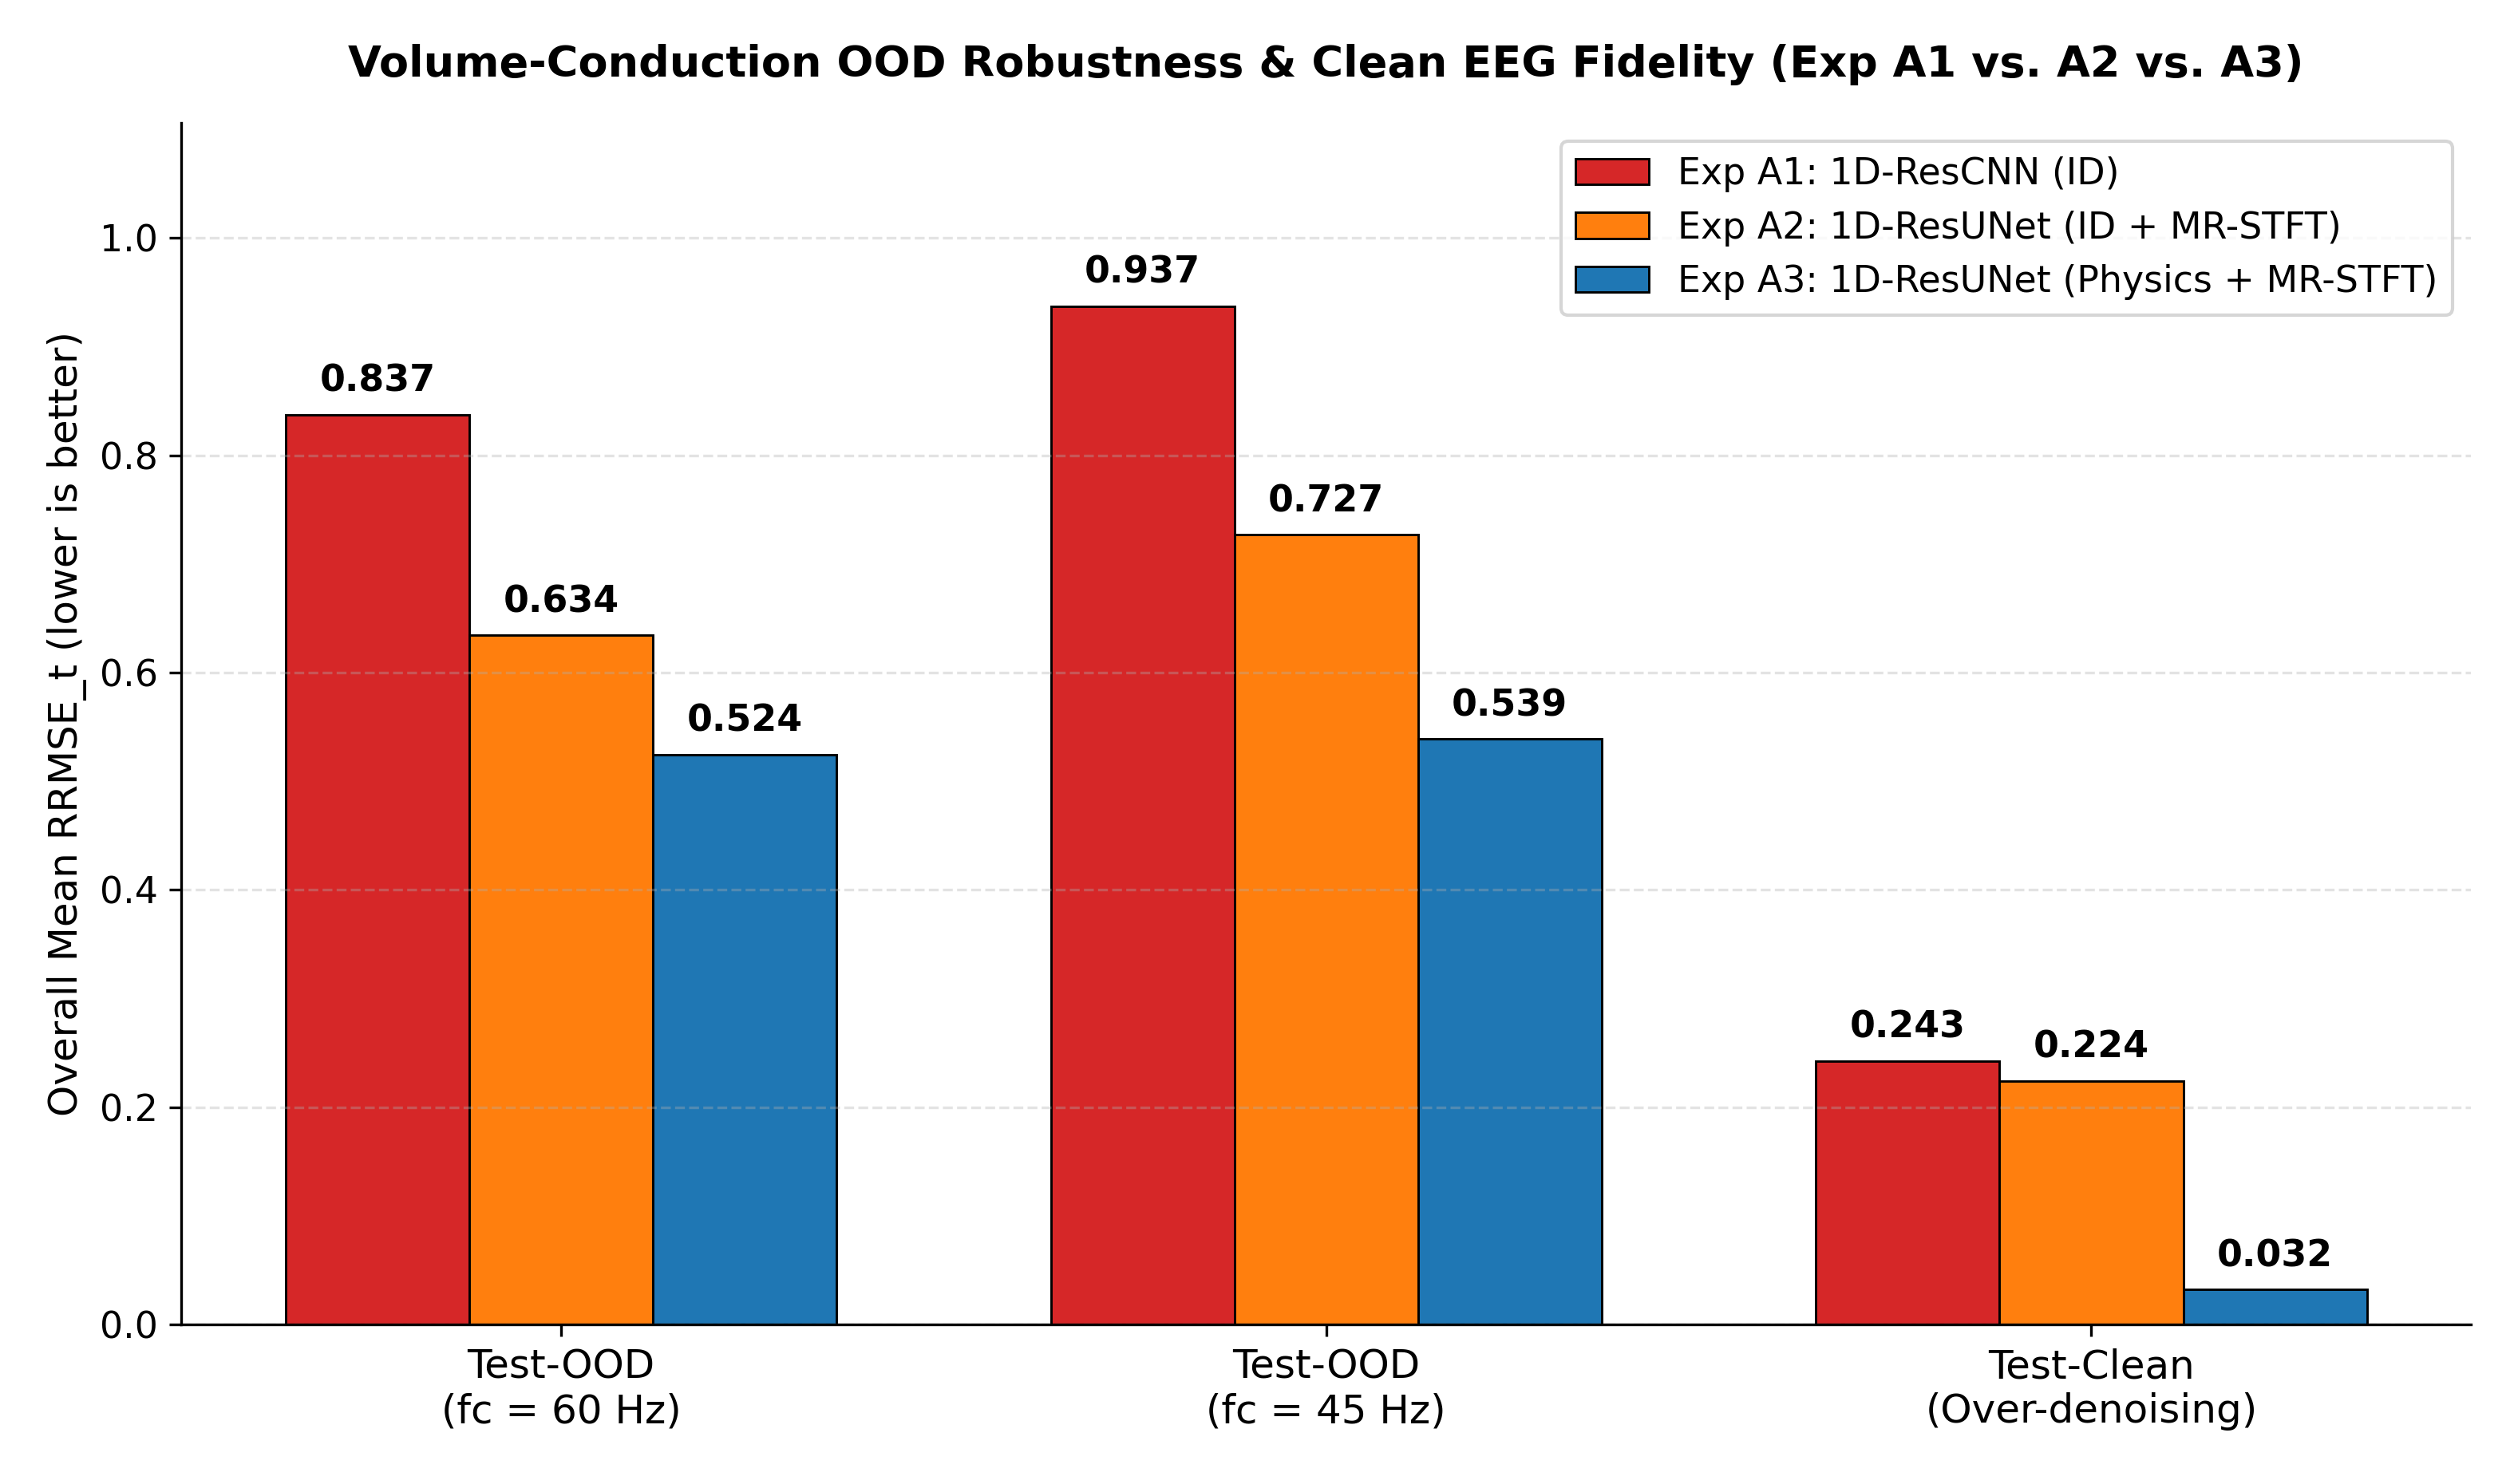 Volume-Conduction OOD Robustness & Clean EEG Fidelity (Exp A1 vs. A2 vs. A3)
Exp A1: 1D-ResCNN (ID)
Exp A2: 1D-ResUNet (ID + MR-STFT)
Exp A3: 1D-ResUNet (Physics + MR-STFT)
Overall Mean RRMSE_t (lower is better)
1.0
0.8
0.6
0.4
0.2
0.0
0.837
0.634
0.524
0.937
0.727
0.539
0.243
0.224
0.032
Test-OOD
(fc = 60 Hz)
Test-OOD
(fc = 45 Hz)
Test-Clean
(Over-denoising)